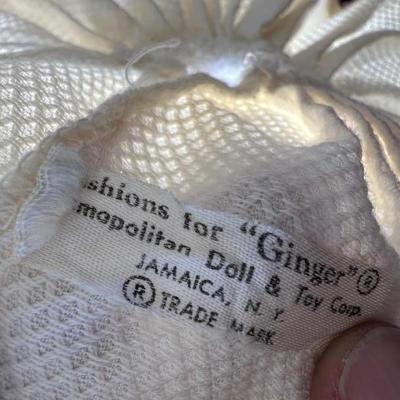 shions for "Ginger"®
mopolitan Doll & Toy Corp.
JAMAICA, N. Y.
® TRADE MARK